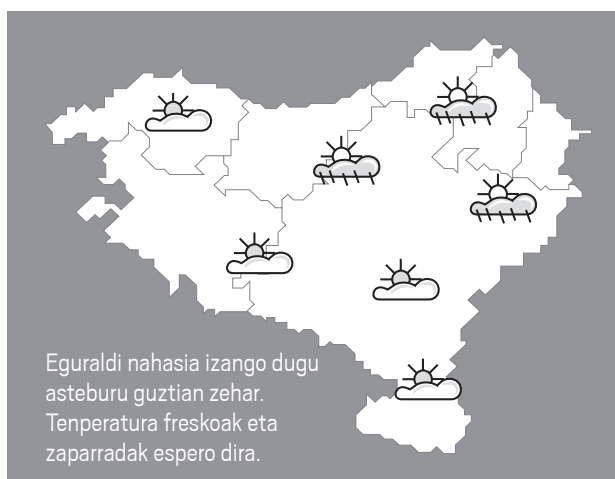 Eguraldi nahasia izango dugu
asteburu guztian zehar.
Tenperatura freskoak eta
zaparradak espero dira.